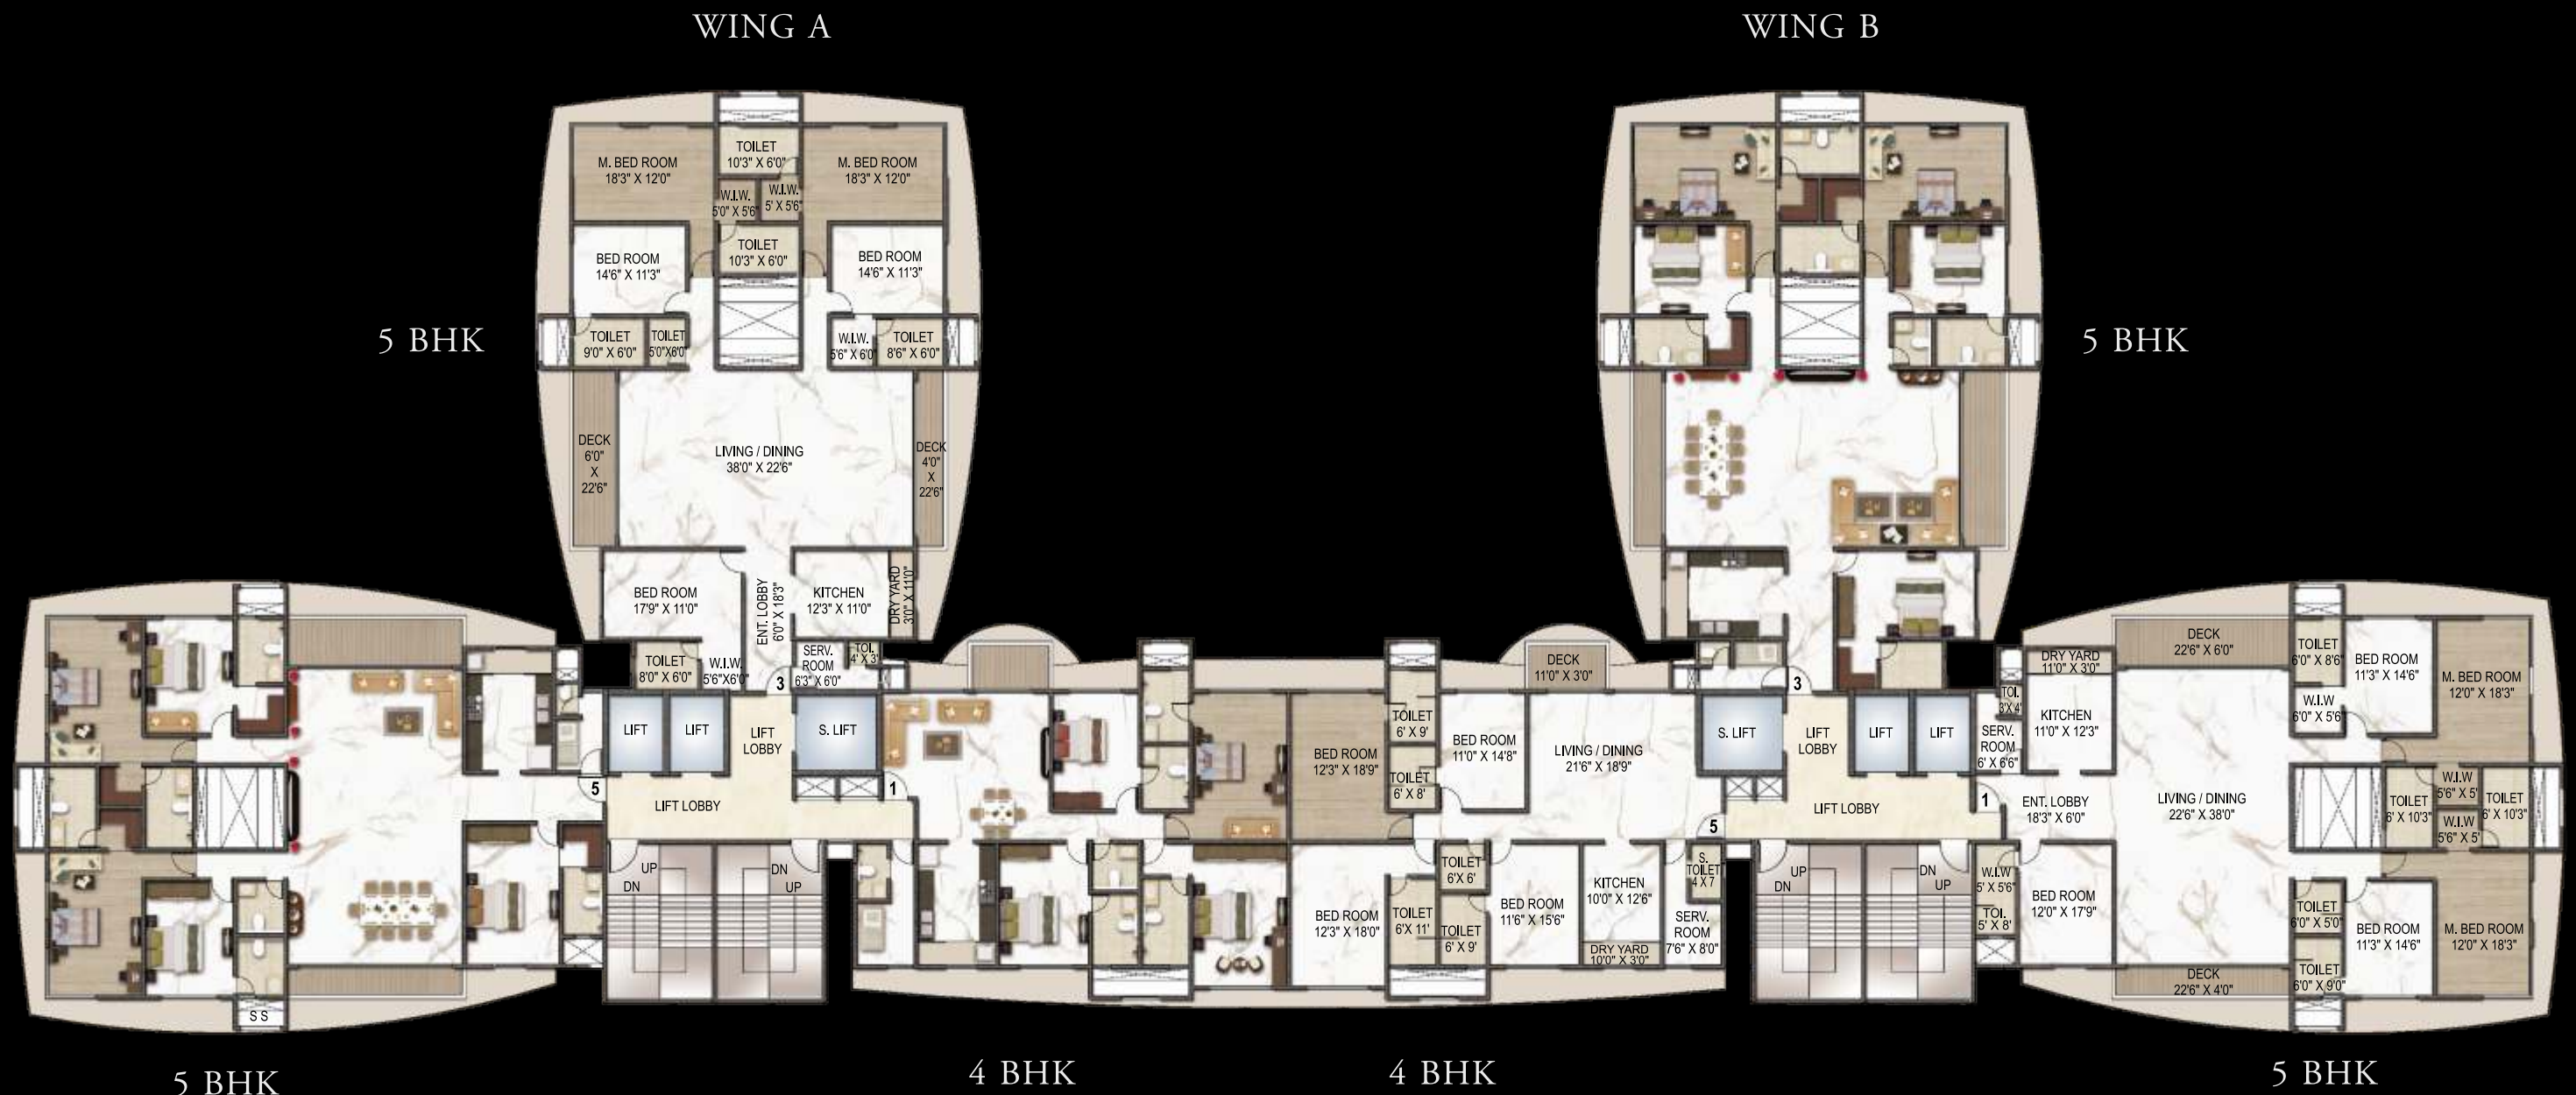 WING A
WING B
TOILET
10'3" X 6'0"
M. BED ROOM
18'3" X 12'0"
M. BED ROOM
18'3" X 12'0"
W.I.W.
5'0" X 5'6"
W.I.W.
5' X 5'6"
TOILET
10'3" X 6'0"
BED ROOM
14'6" X 11'3"
BED ROOM
14'6" X 11'3"
5 BHK
TOILET
9'0" X 6'0"
TOILET
5'0"X6'0"
W.I.W.
5'6" X 6'0"
TOILET
8'6" X 6'0"
5 BHK
DECK
6'0"
X
22'6"
LIVING / DINING
38'0" X 22'6"
DECK
4'0"
X
22'6"
BED ROOM
17'9" X 11'0"
ENT. LOBBY
6'0" X 18'3"
KITCHEN
12'3" X 11'0"
DRY YARD
3'0" X 11'0"
TOILET
8'0" X 6'0"
W.I.W.
5'6"X6'0"
3
SERV.
ROOM
6'3" X 6'0"
TOI.
4' X 3'
LIFT
LIFT
LIFT
LOBBY
S. LIFT
5
LIFT LOBBY
1
UP
DN
DN
UP
S S
DECK
11'0" X 3'0"
BED ROOM
12'3" X 18'9"
TOILET
6' X 9'
TOILET
6' X 8'
BED ROOM
11'0" X 14'8"
LIVING / DINING
21'6" X 18'9"
5
BED ROOM
12'3" X 18'0"
TOILET
6'X 11'
TOILET
6'X 6'
TOILET
6' X 9'
BED ROOM
11'6" X 15'6"
KITCHEN
10'0" X 12'6"
DRY YARD
10'0" X 3'0"
S.
TOILET
4 X 7
SERV.
ROOM
7'6" X 8'0"
3
S. LIFT
LIFT
LOBBY
LIFT
LIFT
LIFT LOBBY
1
UP
DN
DN
UP
TOI.
3'X 4'
SERV.
ROOM
6' X 6'6"
DRY YARD
11'0" X 3'0"
KITCHEN
11'0" X 12'3"
ENT. LOBBY
18'3" X 6'0"
W.I.W
5' X 5'6"
TOI.
5' X 8'
BED ROOM
12'0" X 17'9"
DECK
22'6" X 6'0"
LIVING / DINING
22'6" X 38'0"
DECK
22'6" X 4'0"
TOILET
6'0" X 8'6"
W.I.W
6'0" X 5'6"
BED ROOM
11'3" X 14'6"
M. BED ROOM
12'0" X 18'3"
TOILET
6' X 10'3"
W.I.W
5'6" X 5'
W.I.W
5'6" X 5'
TOILET
6' X 10'3"
TOILET
6'0" X 5'0"
TOILET
6'0" X 9'0"
BED ROOM
11'3" X 14'6"
M. BED ROOM
12'0" X 18'3"
5 BHK
4 BHK
4 BHK
5 BHK